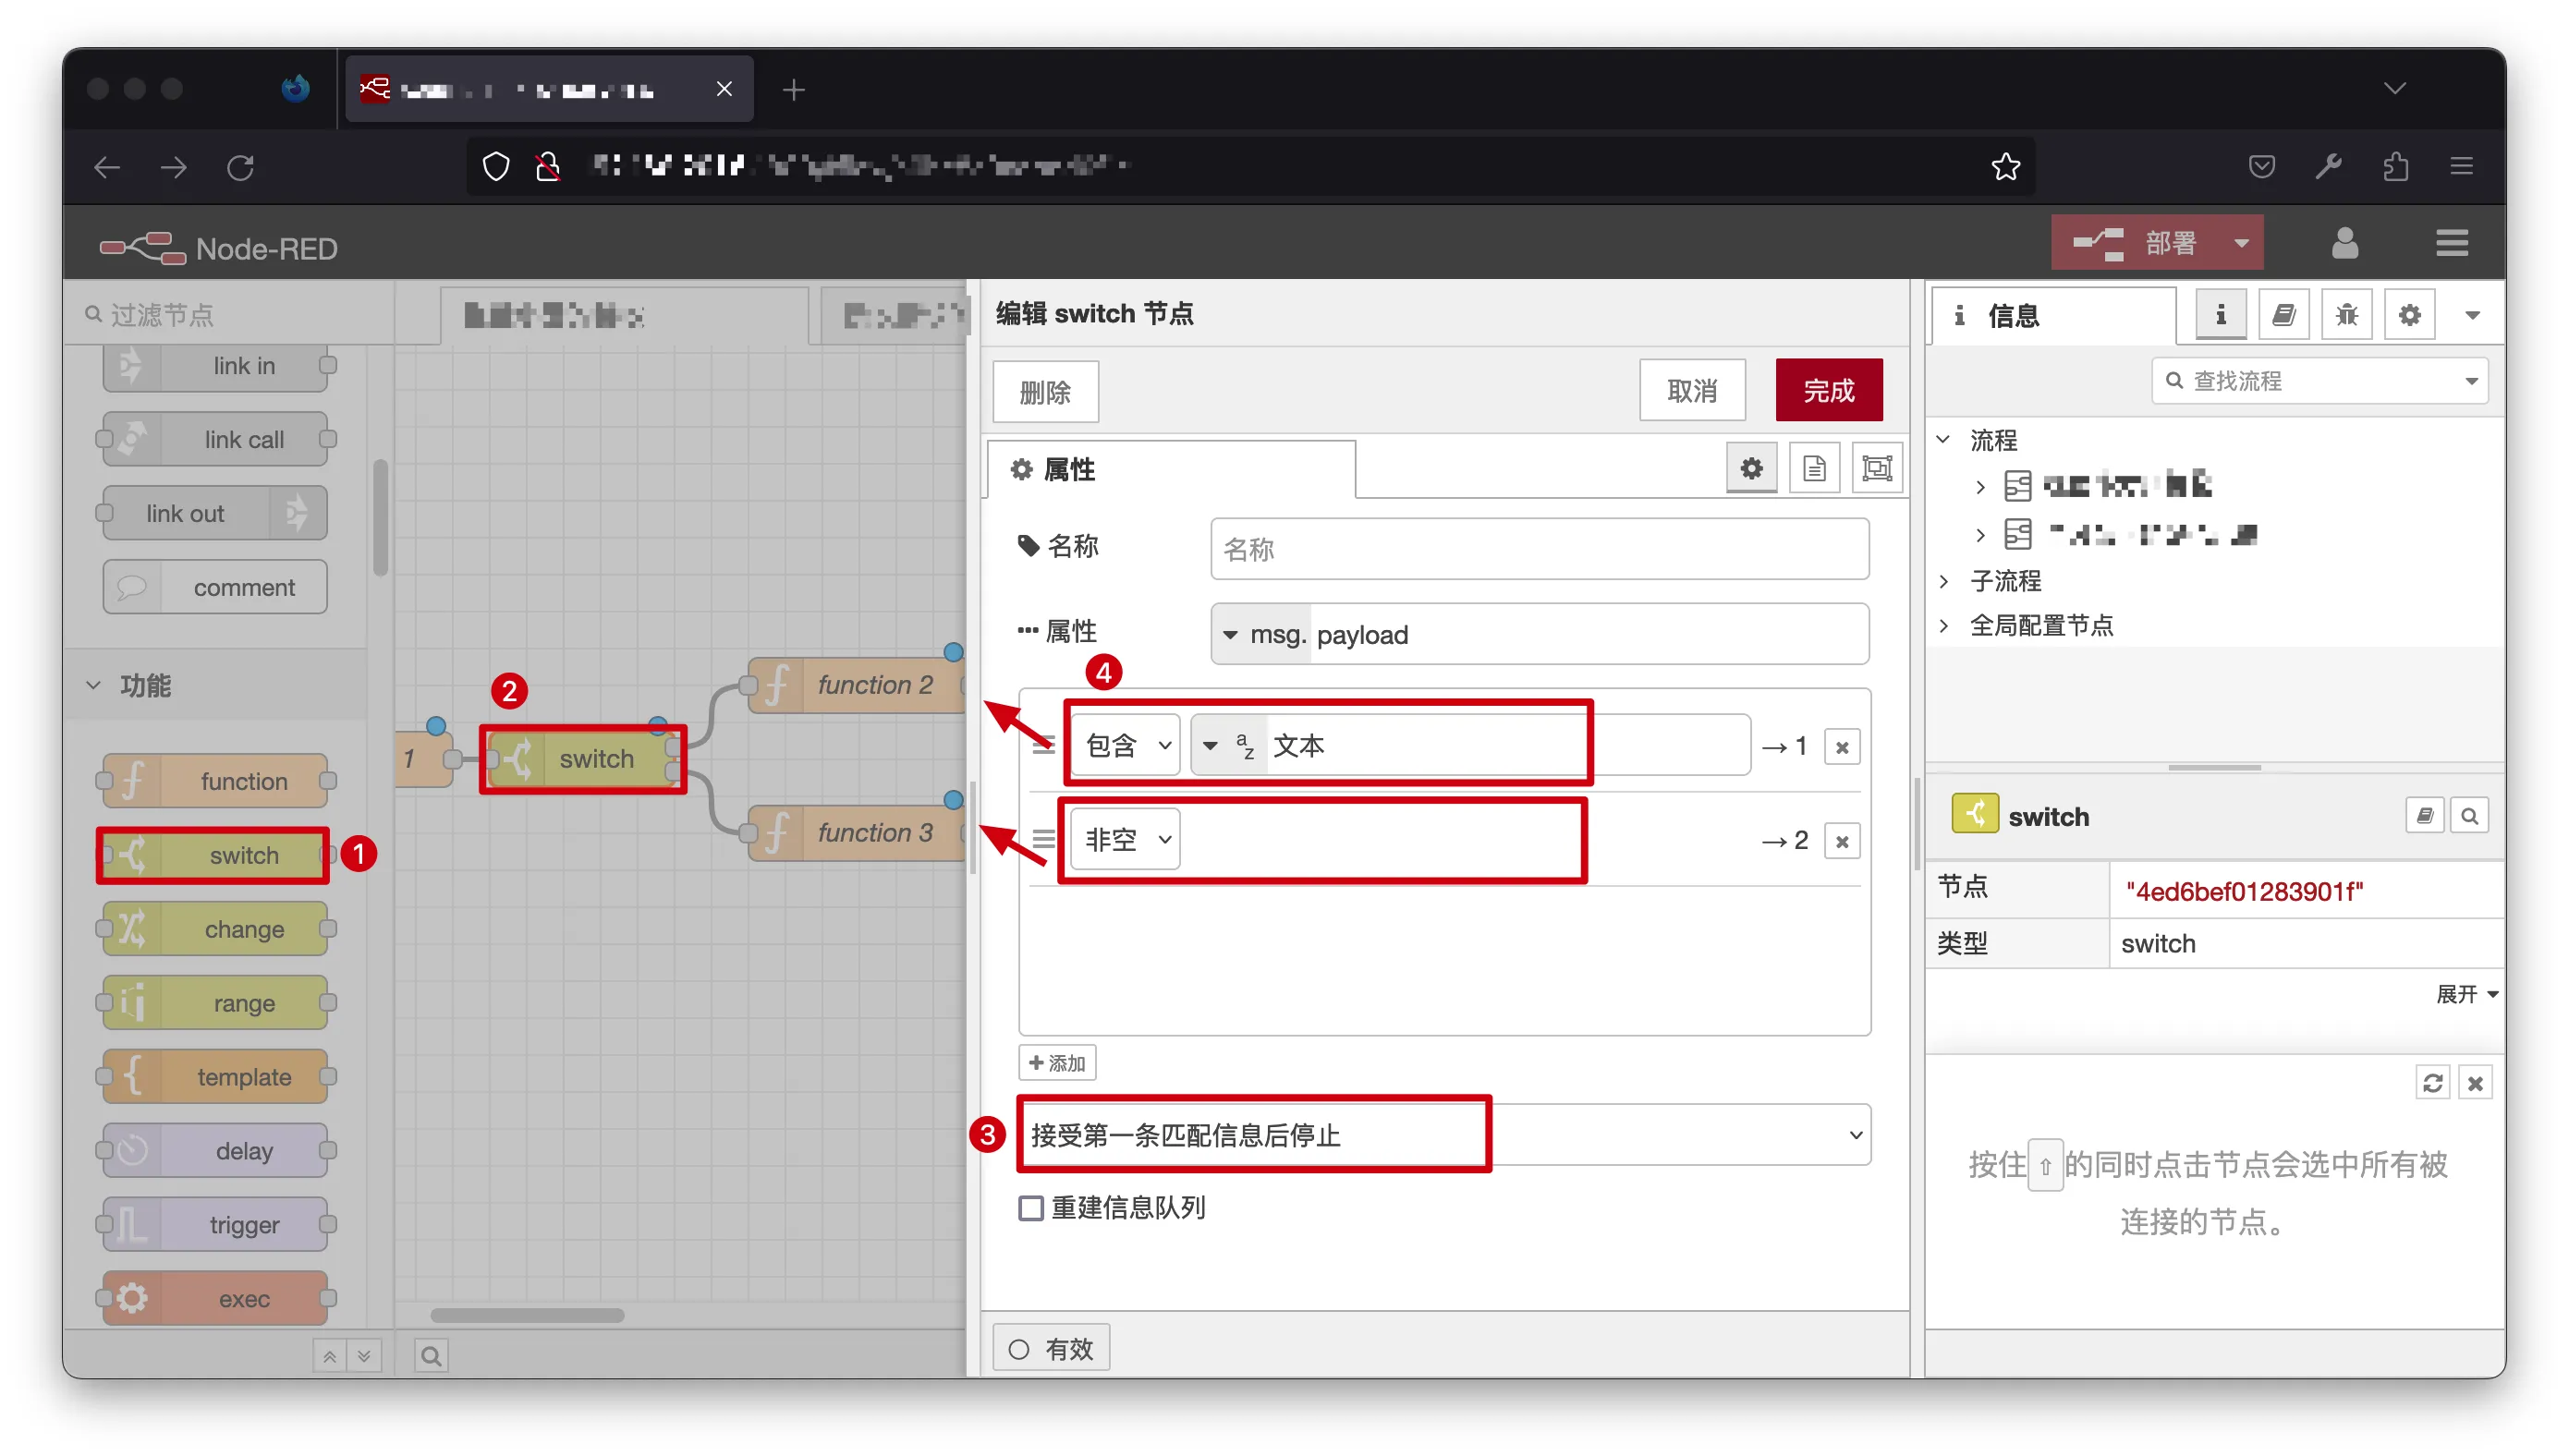 Node-RED
部署
过滤节点
link in
link call
link out
comment
功能
function
switch
1
change
range
template
delay
trigger
exec
1
2
switch
function 2
function 3
编辑 switch 节点
删除
取消
完成
属性
名称
名称
属性
msg. payload
4
包含
az
文本
→ 1
非空
→ 2
添加
3
接受第一条匹配信息后停止
重建信息队列
有效
信息
查找流程
流程
子流程
全局配置节点
switch
节点
"4ed6bef01283901f"
类型
switch
展开
按住⇧的同时点击节点会选中所有被
连接的节点。